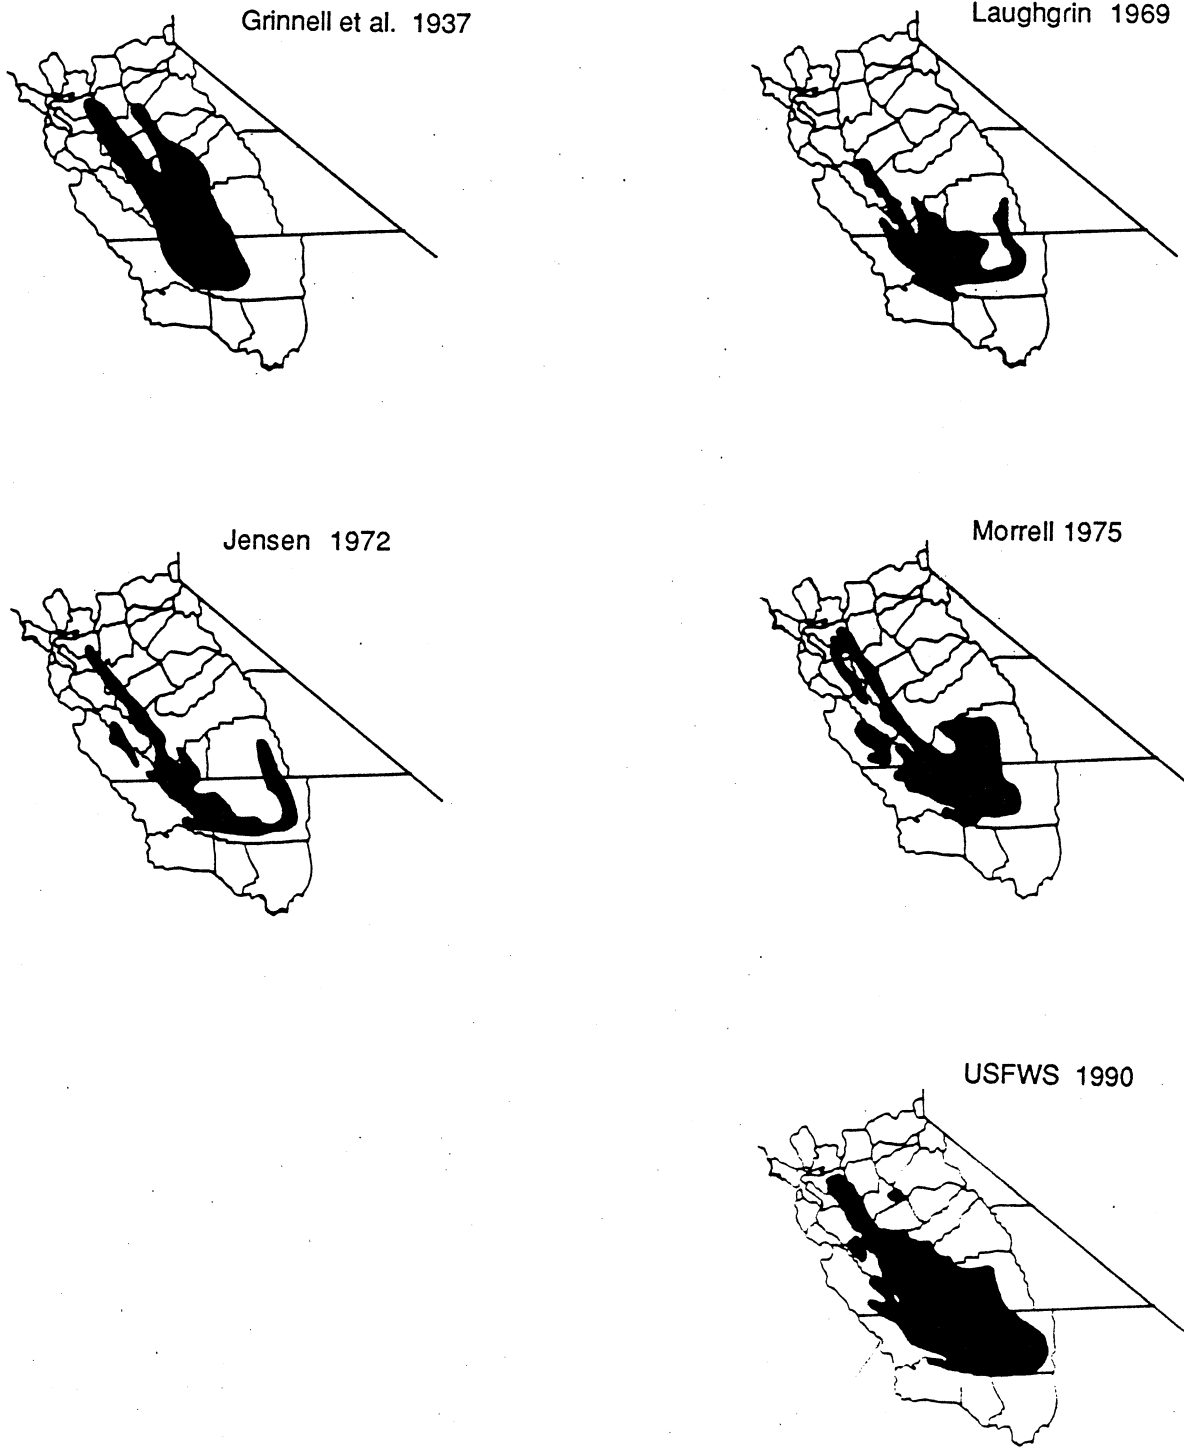 Grinnell et al. 1937
Laughgrin 1969
Jensen 1972
Morrell 1975
USFWS 1990